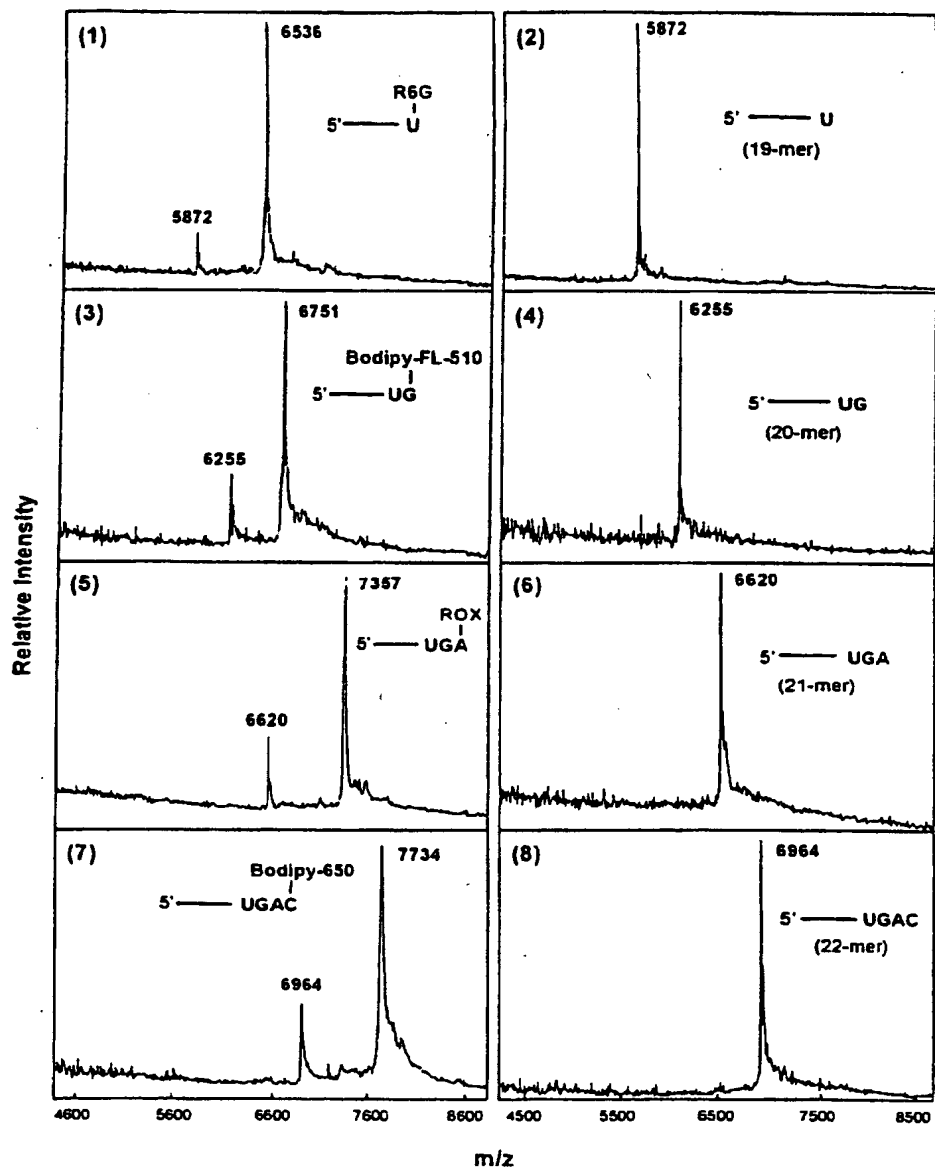 (1)
6536
R6G
5' U
5872
(2)
5872
5' U
(19-mer)
(3)
6751
Bodipy-FL-510
5' UG
6255
(4)
6255
5' UG
(20-mer)
(5)
7357
ROX
5' UGA
6620
(6)
6620
5' UGA
(21-mer)
(7)
7734
Bodipy-650
5' UGAC
6964
(8)
6964
5' UGAC
(22-mer)
Relative Intensity
4600 5600 6600 7600 8600
4500 5500 6500 7500 8500
m/z